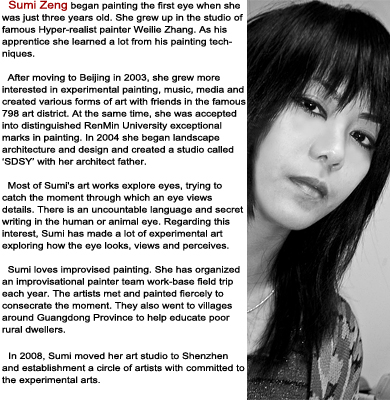 Sumi Zeng began painting the first eye when she
was just three years old. She grew up in the studio of
famous Hyper-realist painter Weilie Zhang. As his
apprentice she learned a lot from his painting tech-
niques.
After moving to Beijing in 2003, she grew more
interested in experimental painting, music, media and
created various forms of art with friends in the famous
798 art district. At the same time, she was accepted
into distinguished RenMin University exceptional
marks in painting. In 2004 she began landscape
architecture and design and created a studio called
‘SDSY’ with her architect father.
Most of Sumi's art works explore eyes, trying to
catch the moment through which an eye views
details. There is an uncountable language and secret
writing in the human or animal eye. Regarding this
interest, Sumi has made a lot of experimental art
exploring how the eye looks, views and perceives.
Sumi loves improvised painting. She has organized
an improvisational painter team work-base field trip
each year. The artists met and painted fiercely to
consecrate the moment. They also went to villages
around Guangdong Province to help educate poor
rural dwellers.
In 2008, Sumi moved her art studio to Shenzhen
and establishment a circle of artists with committed to
the experimental arts.